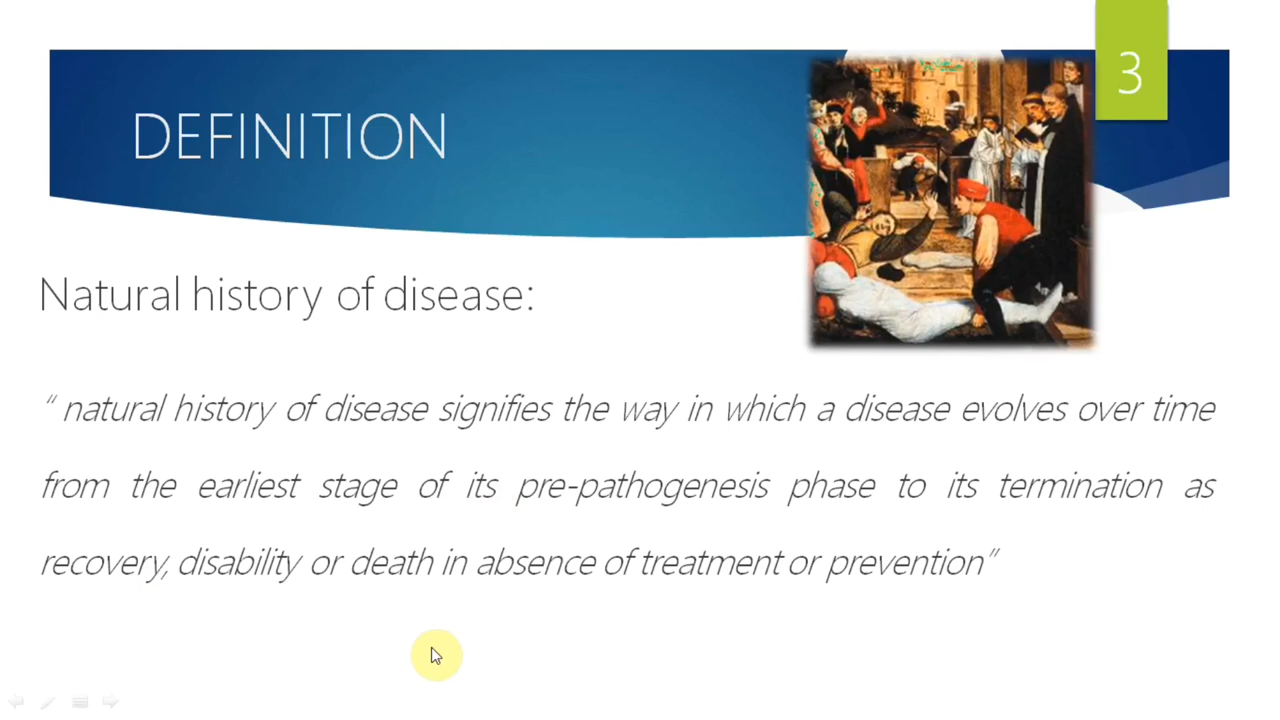 3
DEFINITION
Natural history of disease:
“ natural history of disease signifies the way in which a disease evolves over time
from the earliest stage of its pre-pathogenesis phase to its termination as
recovery, disability or death in absence of treatment or prevention”